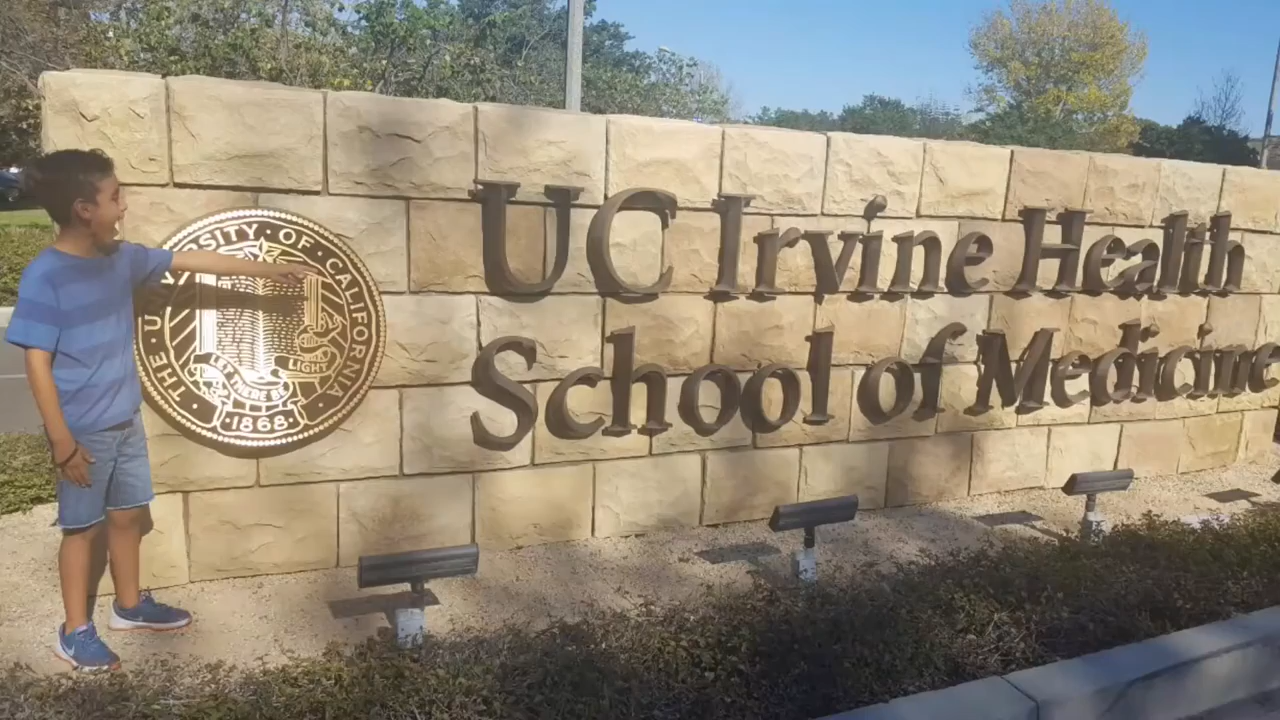 THE UNIVERSITY · OF · CALIFORNIA
LET THERE BE
LIGHT
· 1868 ·
UC Irvine Health
School of Medicine